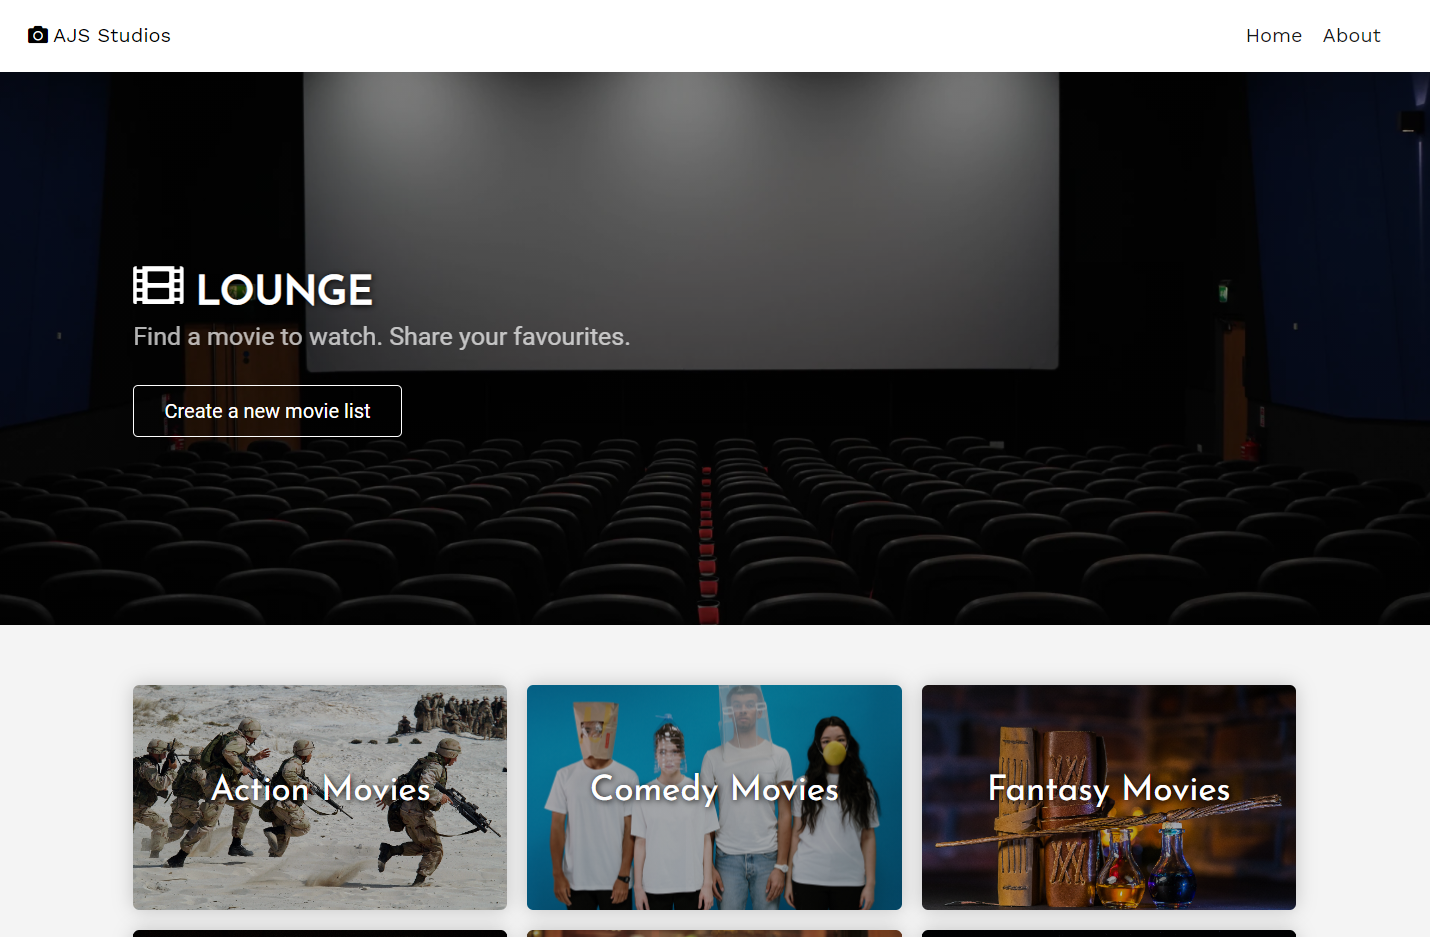 AJS Studios
Home About
LOUNGE
Find a movie to watch. Share your favourites.
Create a new movie list
Action Movies
Comedy Movies
Fantasy Movies